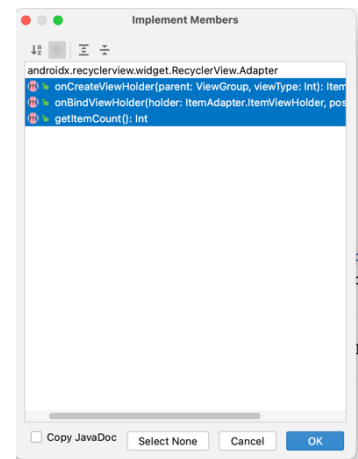 Implement Members
androidx.recyclerview.widget.RecyclerView.Adapter
onCreateViewHolder(parent: ViewGroup, viewType: Int): Item
onBindViewHolder(holder: ItemAdapter.ItemViewHolder, pos
getItemCount(): Int
Copy JavaDoc
Select None
Cancel
OK